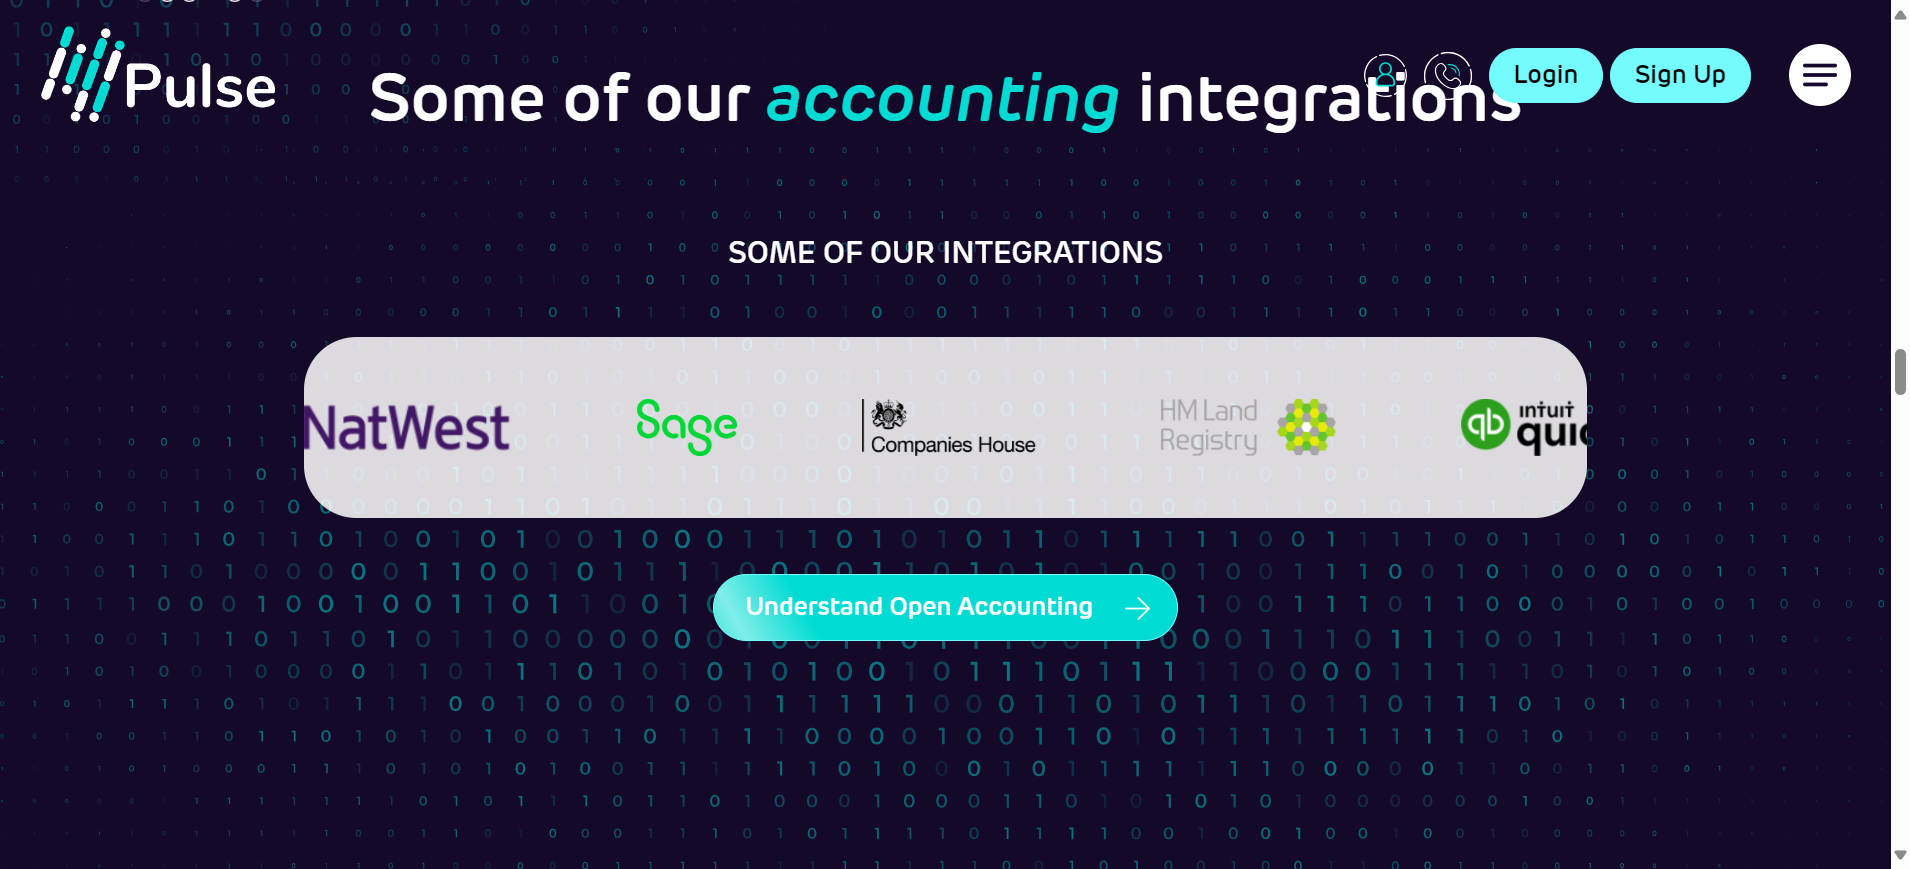 Pulse
Some of our accounting integrations
Login
Sign Up
SOME OF OUR INTEGRATIONS
NatWest
Sage
Companies House
HM Land
Registry
qb
intuit
Understand Open Accounting